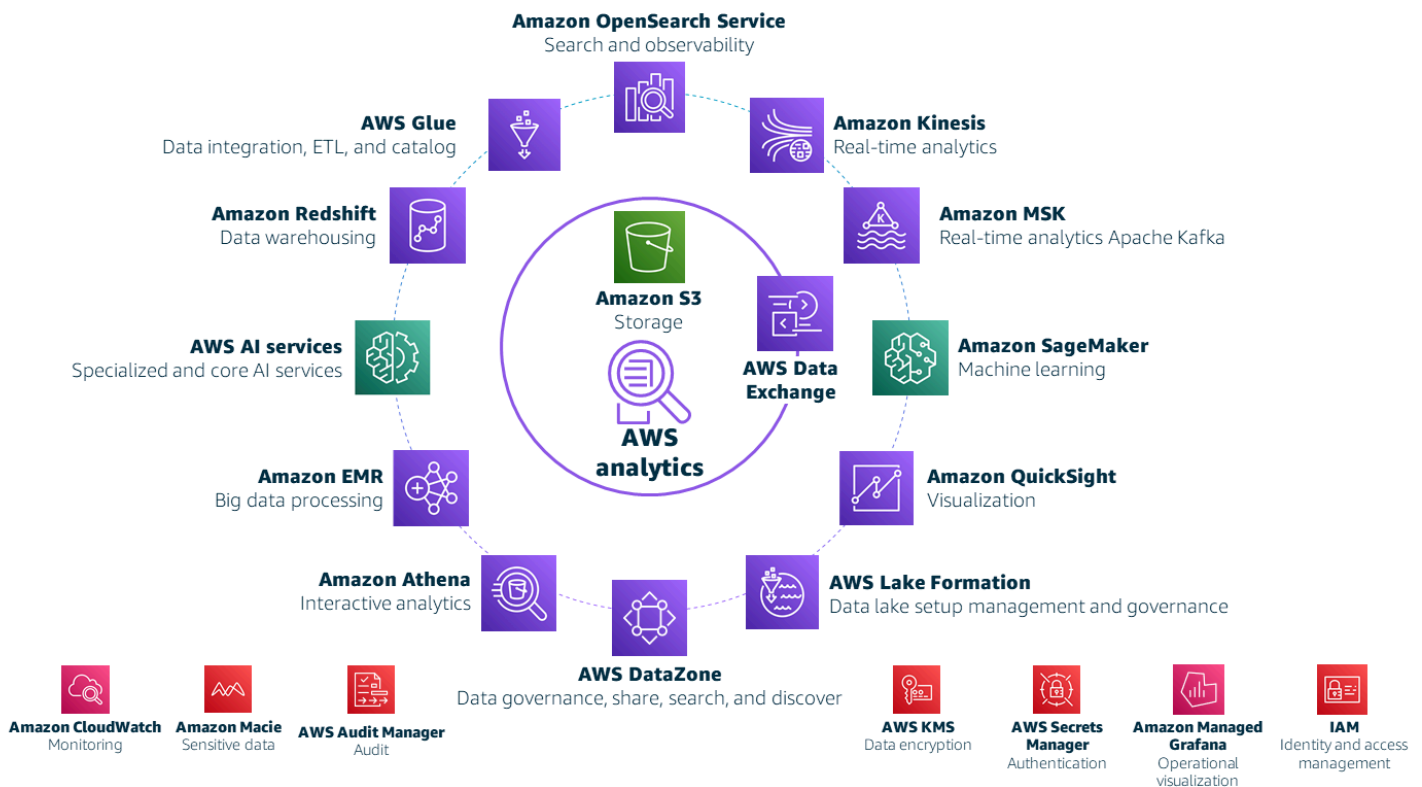 Amazon OpenSearch Service
Search and observability
AWS Glue
Data integration, ETL, and catalog
Amazon Kinesis
Real-time analytics
Amazon Redshift
Data warehousing
K
Amazon MSK
Real-time analytics Apache Kafka
Amazon S3
Storage
AWS Data
Exchange
AWS AI services
Specialized and core AI services
Amazon SageMaker
Machine learning
AWS
analytics
Amazon EMR
Big data processing
Amazon QuickSight
Visualization
Amazon Athena
Interactive analytics
AWS Lake Formation
Data lake setup management and governance
AWS DataZone
Data governance, share, search, and discover
Amazon CloudWatch
Monitoring
Amazon Macie
Sensitive data
AWS Audit Manager
Audit
AWS KMS
Data encryption
AWS Secrets
Manager
Authentication
Amazon Managed
Grafana
Operational
visualization
IAM
Identity and access
management